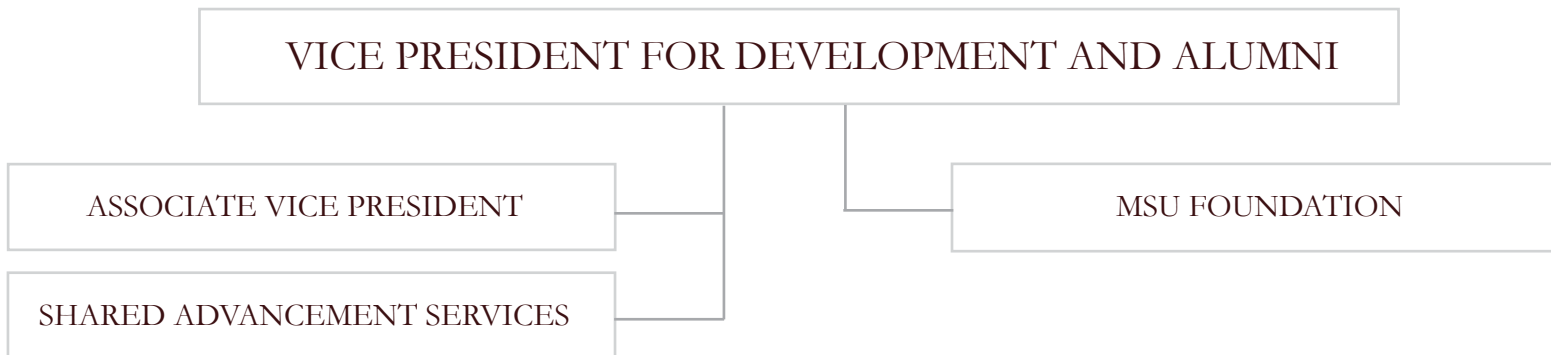 VICE PRESIDENT FOR DEVELOPMENT AND ALUMNI
ASSOCIATE VICE PRESIDENT
MSU FOUNDATION
SHARED ADVANCEMENT SERVICES